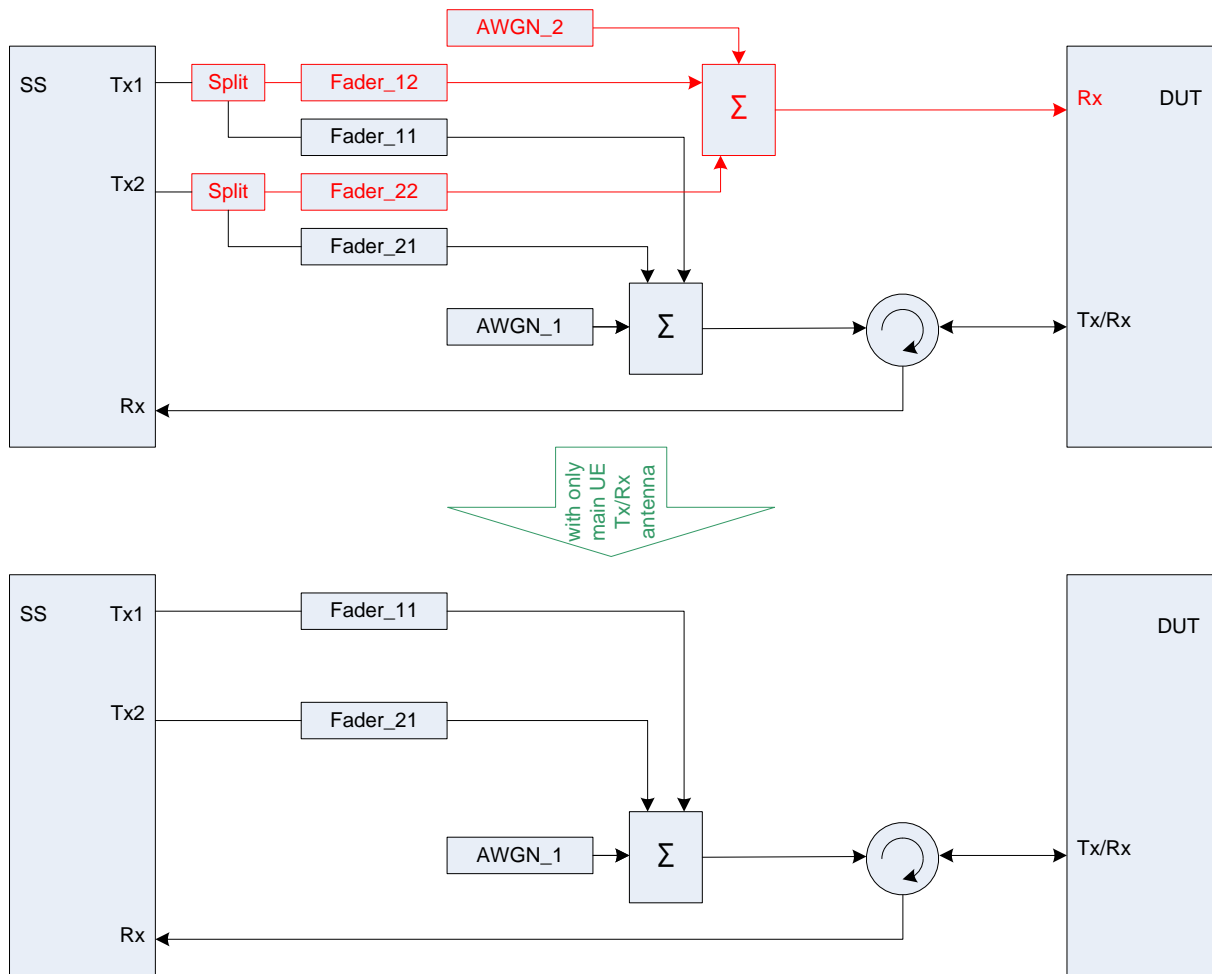 AWGN_2
SS
Tx1
Split
Fader_12
Σ
Rx
DUT
Fader_11
Tx2
Split
Fader_22
Fader_21
AWGN_1
Σ
Tx/Rx
Rx
with only
main UE
Tx/Rx
antenna
SS
Tx1
Fader_11
DUT
Tx2
Fader_21
AWGN_1
Σ
Tx/Rx
Rx